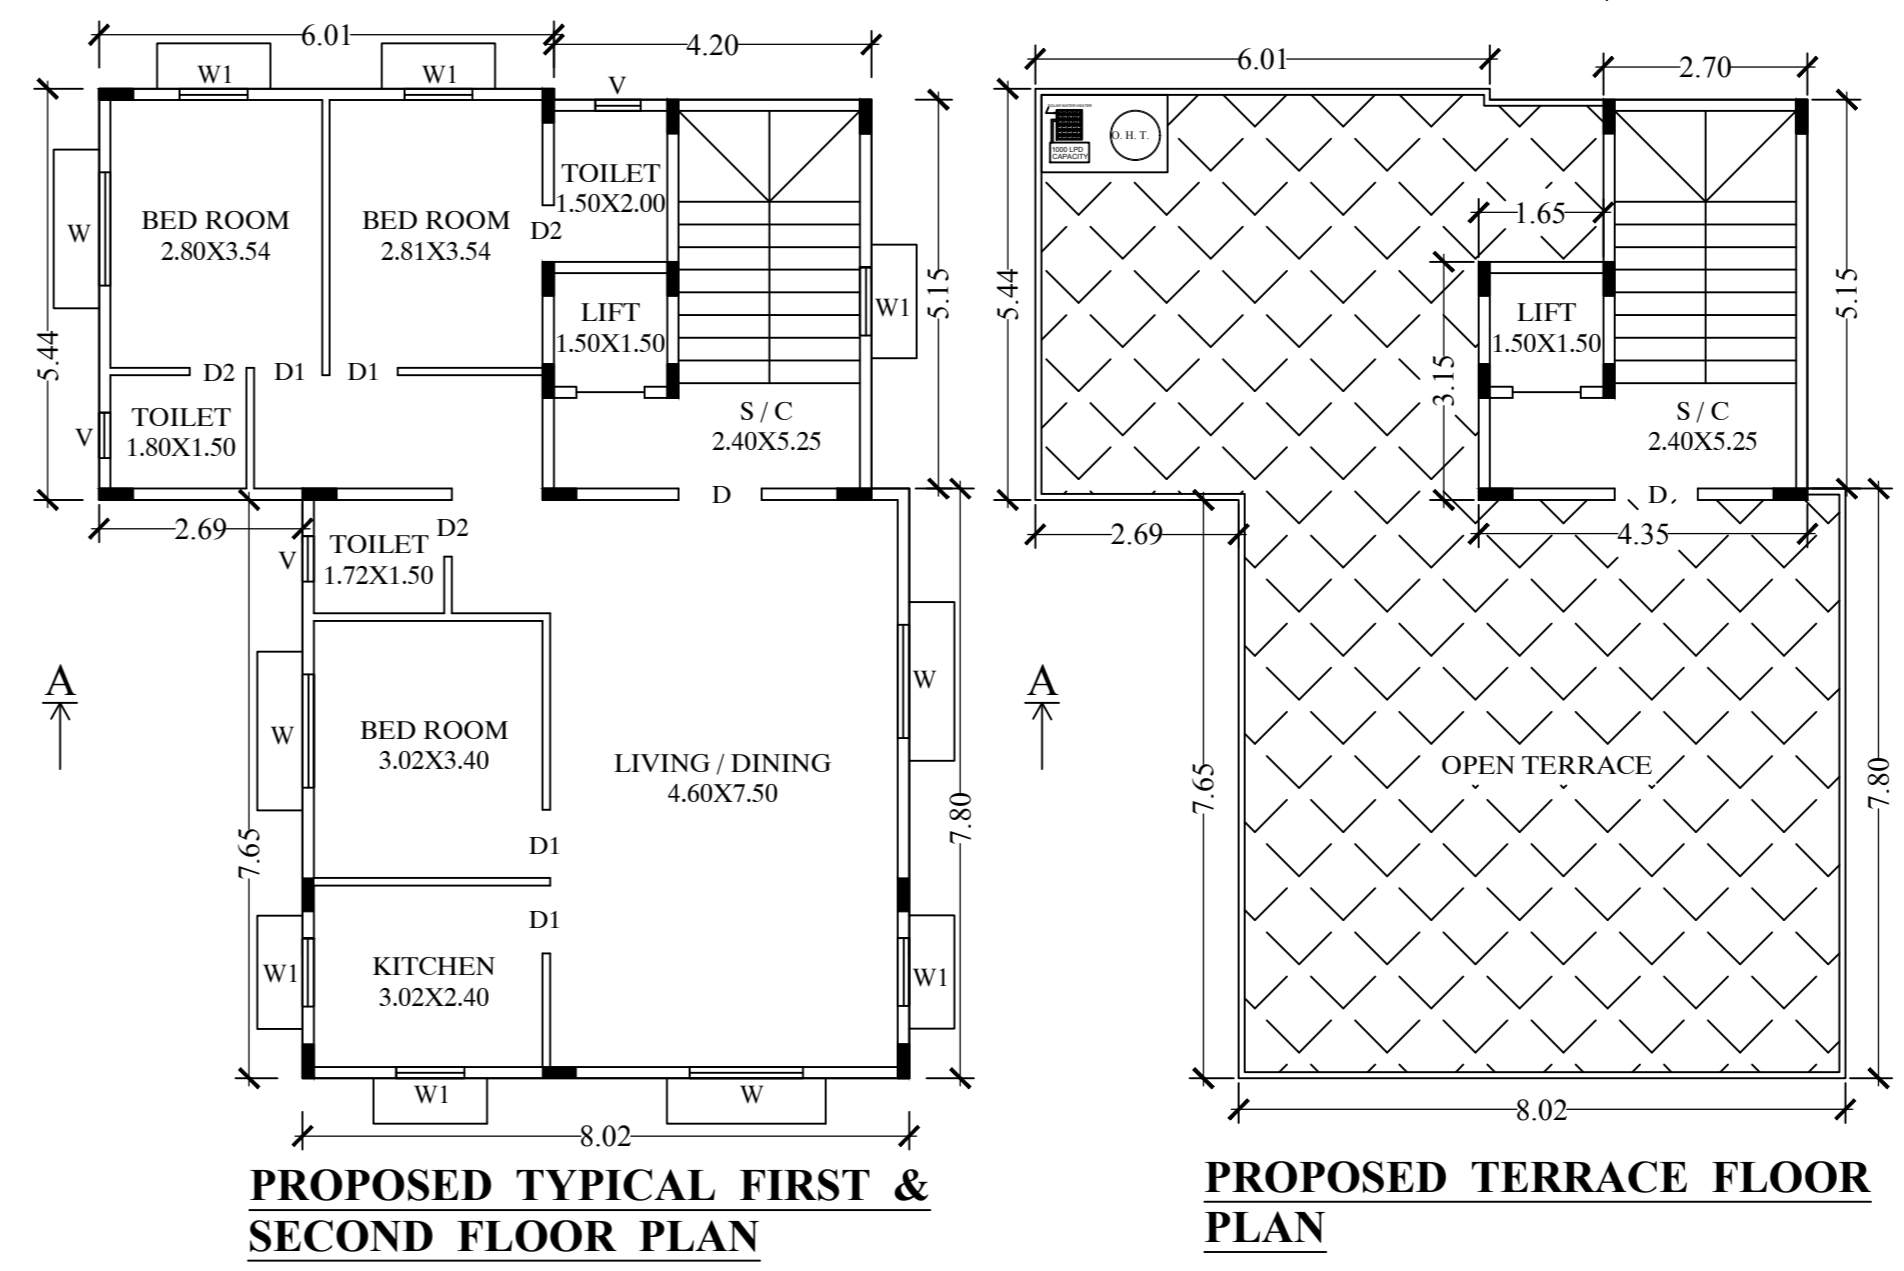 6.01
4.20
W1
W1
V
5.44
W
BED ROOM
2.80X3.54
BED ROOM
2.81X3.54
TOILET
1.50X2.00
D2
LIFT
1.50X1.50
W1
5.15
D2
D1
D1
TOILET
1.80X1.50
V
S / C
2.40X5.25
D
2.69
V
TOILET
1.72X1.50
D2
A
W
BED ROOM
3.02X3.40
LIVING / DINING
4.60X7.50
W
7.65
7.80
D1
D1
W1
KITCHEN
3.02X2.40
W1
W1
W
8.02
PROPOSED TYPICAL FIRST &
SECOND FLOOR PLAN
6.01
2.70
SOLAR WATER HEATER
1000 LPD
CAPACITY
O. H. T.
1.65
5.44
5.15
LIFT
1.50X1.50
3.15
S / C
2.40X5.25
D
2.69
4.35
A
OPEN TERRACE
7.65
7.80
8.02
PROPOSED TERRACE FLOOR
PLAN